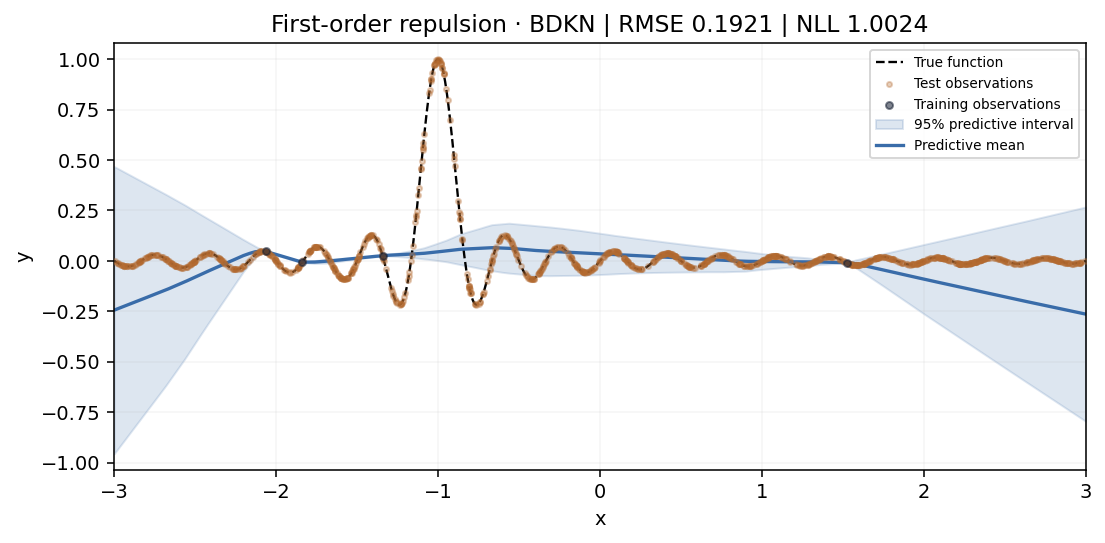 First-order repulsion · BDKN | RMSE 0.1921 | NLL 1.0024
True function
Test observations
Training observations
95% predictive interval
Predictive mean
1.00
0.75
0.50
0.25
0.00
−0.25
−0.50
−0.75
−1.00
y
−3
−2
−1
0
1
2
3
x